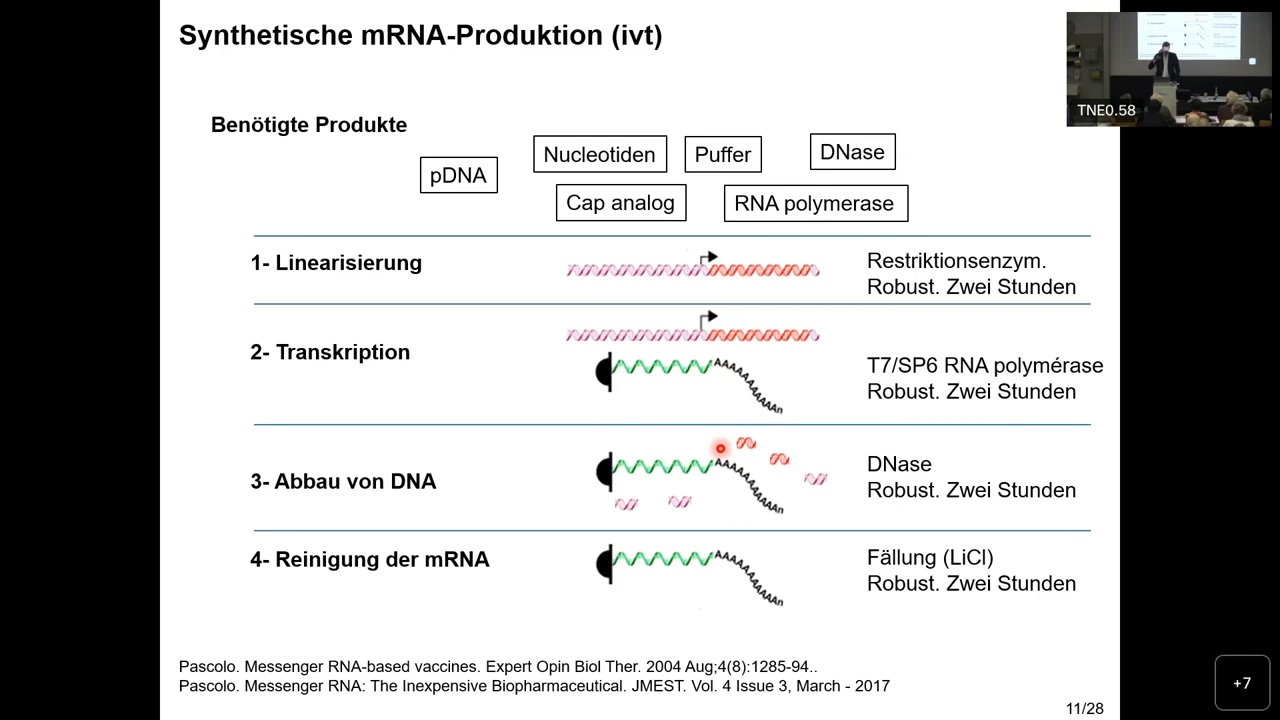 Synthetische mRNA-Produktion (ivt)
TNE0.58
Benötigte Produkte
pDNA
Nucleotiden
Puffer
DNase
Cap analog
RNA polymerase
1- Linearisierung
Restriktionsenzym.
Robust. Zwei Stunden
2- Transkription
AAAAAAAAAAAAAn
T7/SP6 RNA polymérase
Robust. Zwei Stunden
3- Abbau von DNA
AAAAAAAAAAAAAn
DNase
Robust. Zwei Stunden
4- Reinigung der mRNA
AAAAAAAAAAAAAn
Fällung (LiCl)
Robust. Zwei Stunden
Pascolo. Messenger RNA-based vaccines. Expert Opin Biol Ther. 2004 Aug;4(8):1285-94..
Pascolo. Messenger RNA: The Inexpensive Biopharmaceutical. JMEST. Vol. 4 Issue 3, March - 2017
11/28
+7